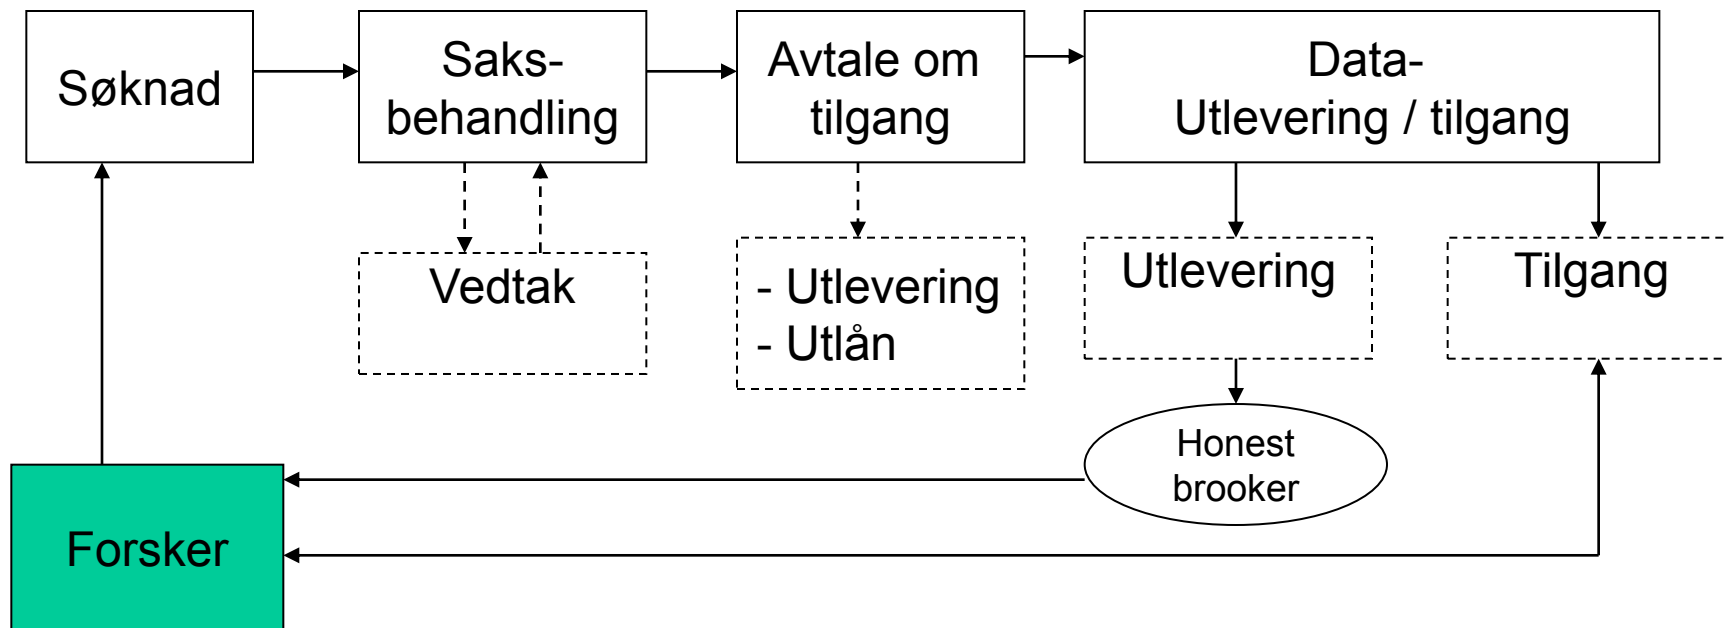 Søknad
Saks-
behandling
Avtale om
tilgang
Data-
Utlevering / tilgang
Vedtak
- Utlevering
- Utlån
Utlevering
Tilgang
Honest
brooker
Forsker